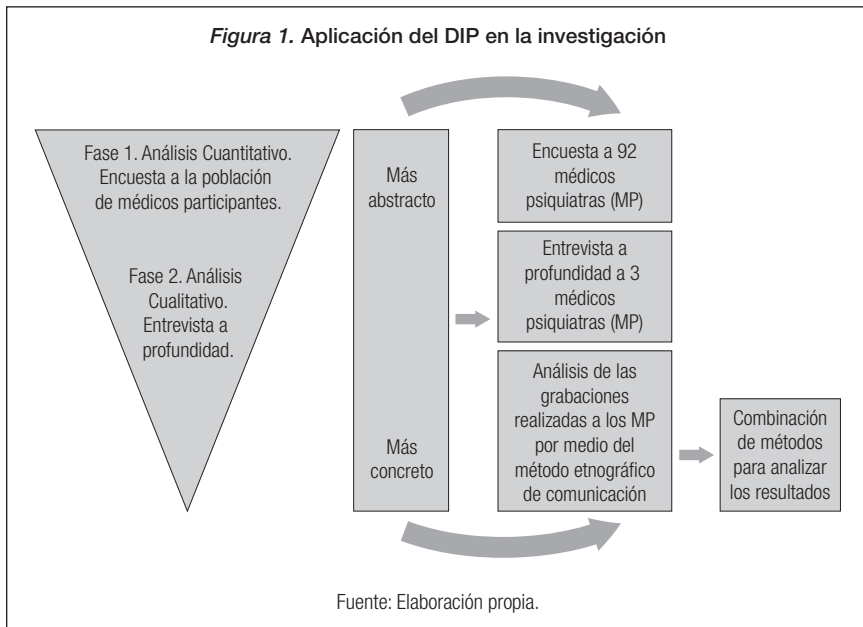 Figura 1. Aplicación del DIP en la investigación
Fase 1. Análisis Cuantitativo.
Encuesta a la población
de médicos participantes.
Fase 2. Análisis
Cualitativo.
Entrevista a
profundidad.
Más
abstracto
Más
concreto
Encuesta a 92
médicos
psiquiatras (MP)
Entrevista a
profundidad a 3
médicos
psiquiatras (MP)
Análisis de las
grabaciones
realizadas a los MP
por medio del
método etnográfico
de comunicación
Combinación
de métodos
para analizar
los resultados
Fuente: Elaboración propia.